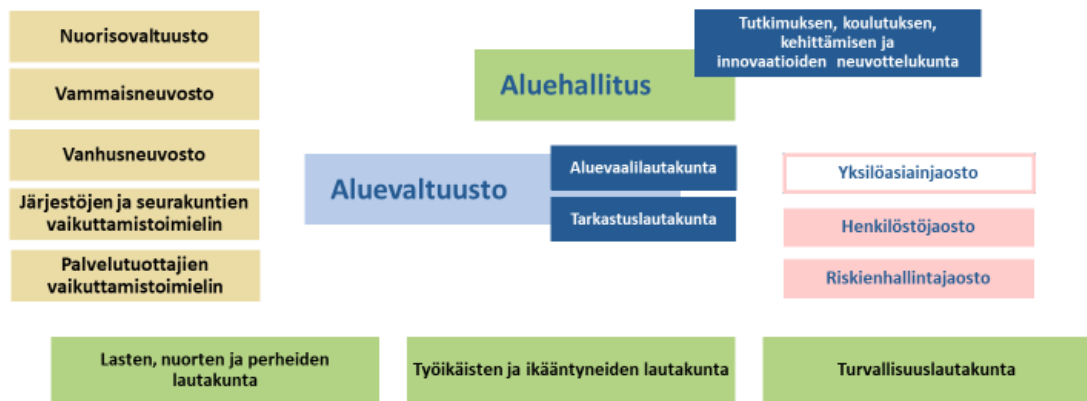 Nuorisovaltuusto
Vammaisneuvosto
Vanhusneuvosto
Järjestöjen ja seurakuntien
vaikuttamistoimielin
Palvelutuottajien
vaikuttamistoimielin
Tutkimuksen, koulutuksen,
kehittämisen ja
innovaatioiden neuvottelukunta
Aluehallitus
Aluevaltuusto
Aluevaalilautakunta
Tarkastuslautakunta
Yksilöasiainjaosto
Henkilöstöjaosto
Riskienhallintajaosto
Lasten, nuorten ja perheiden
lautakunta
Työikäisten ja ikääntyneiden lautakunta
Turvallisuuslautakunta